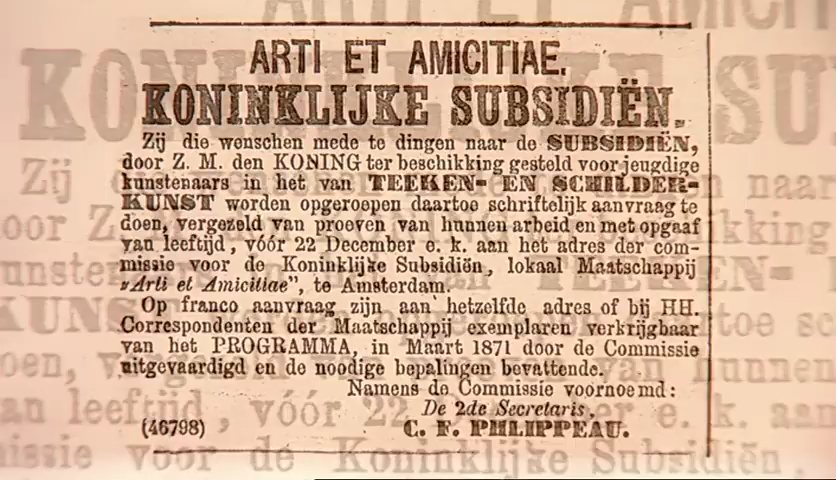 ARTI ET AMICITIAE.
KONINKLIJKE SUBSIDIËN.
Zij die wenschen mede te dingen naar de SUBSIDIËN,
door Z. M. den KONING ter beschikking gesteld voor jeugdige
kunstenaars in het van TEEKEN- EN SCHILDER-
KUNST worden opgeroepen daartoe schriftelijk aanvraag te
doen, vergezeld van proeven van hunnen arbeid en met opgaaf
van leeftijd, vóór 22 December e. k. aan het adres der com-
missie voor de Koninklijke Subsidiën, lokaal Maatschappij
„Arti et Amicitiae", te Amsterdam.
Op franco aanvraag zijn aan hetzelfde adres of bij HH.
Correspondenten der Maatschappij exemplaren verkrijgbaar
van het PROGRAMMA, in Maart 1871 door de Commissie
uitgevaardigd en de noodige bepalingen bevattende.
Namens de Commissie voornoemd:
De 2de Secretaris,
(46798) C. F. PHLIPPEAU.